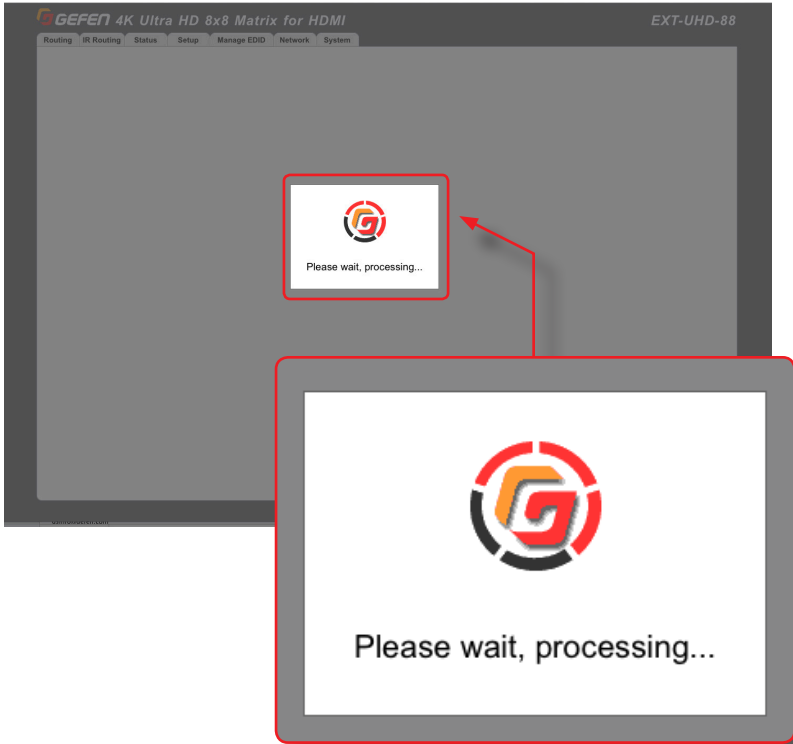 GEFEN 4K Ultra HD 8x8 Matrix for HDMI EXT-UHD-88
Routing IR Routing Status Setup Manage EDID Network System
Please wait, processing...
Please wait, processing...